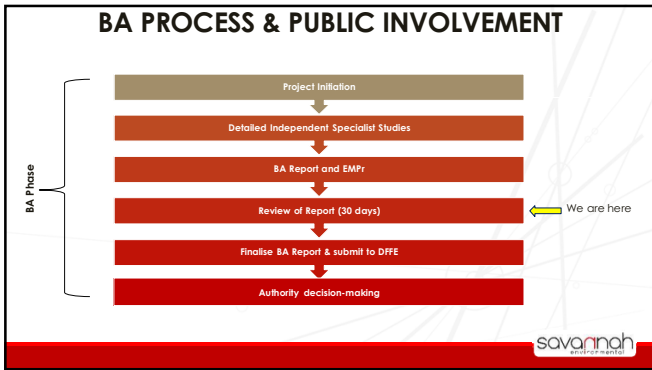 BA PROCESS & PUBLIC INVOLVEMENT
BA Phase
Project Initiation
Detailed Independent Specialist Studies
BA Report and EMPr
Review of Report (30 days)
We are here
Finalise BA Report & submit to DFFE
Authority decision-making
savannah
environmental